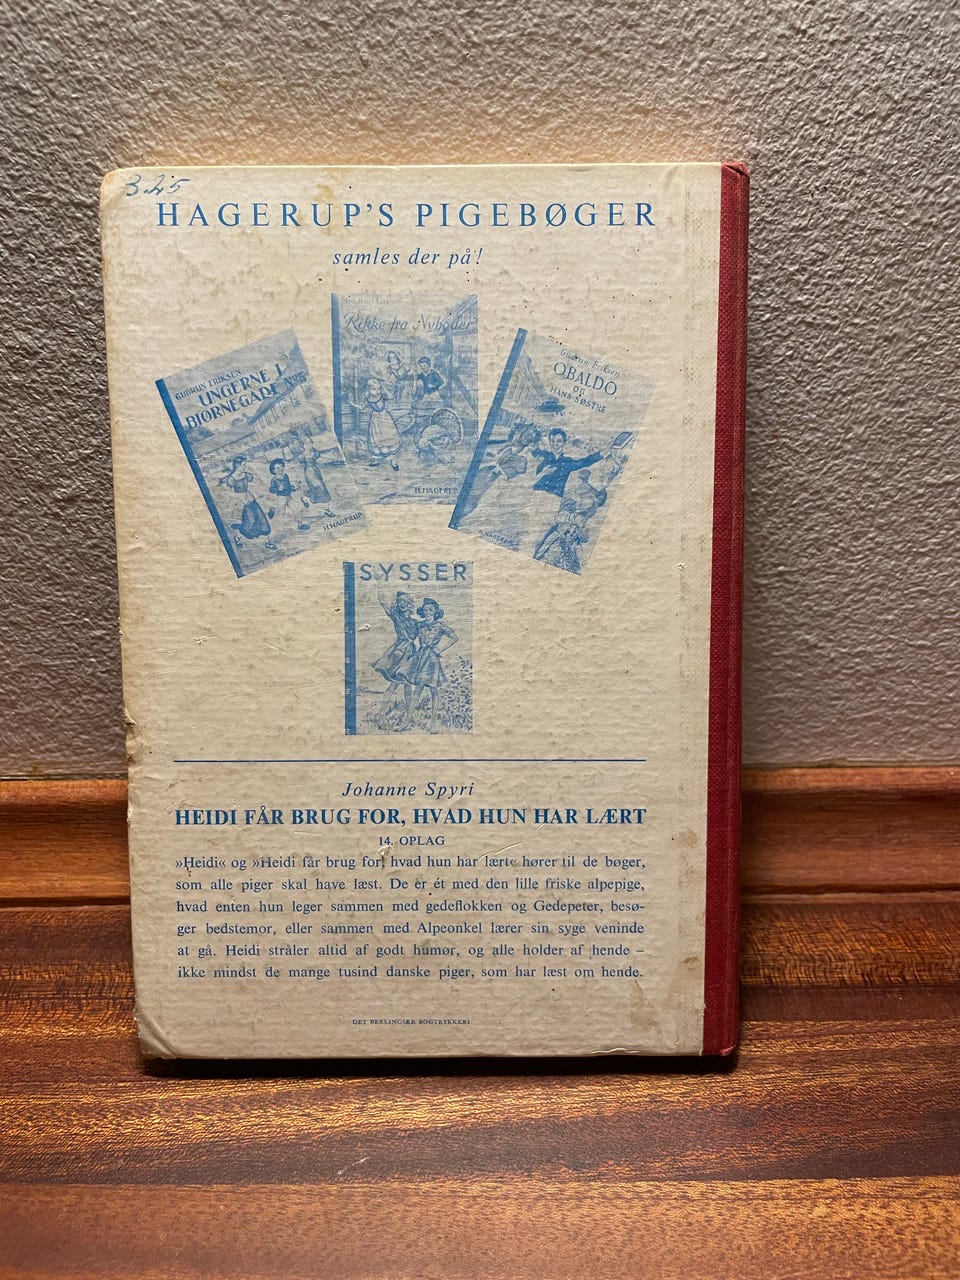 3.25
HAGERUP'S PIGEBØGER
samles der på!
Rikke fra Nyboder
H. HAGERUP
GUDRUN ERIKSEN
UNGERNE I
BJØRNEGADE
H. HAGERUP
Gudrun Eriksen
OBALDO
OG
HANS SØSTRE
H. HAGERUP
SYSSER
Johanne Spyri
HEIDI FÅR BRUG FOR, HVAD HUN HAR LÆRT
14. OPLAG
»Heidi« og »Heidi får brug for, hvad hun har lært« hører til de bøger,
som alle piger skal have læst. De er ét med den lille friske alpepige,
hvad enten hun leger sammen med gedeflokken og Gedepeter, besø-
ger bedstemor, eller sammen med Alpeonkel lærer sin syge veninde
at gå. Heidi stråler altid af godt humør, og alle holder af hende –
ikke mindst de mange tusind danske piger, som har læst om hende.
DET BERLINGSKE BOGTRYKKERI